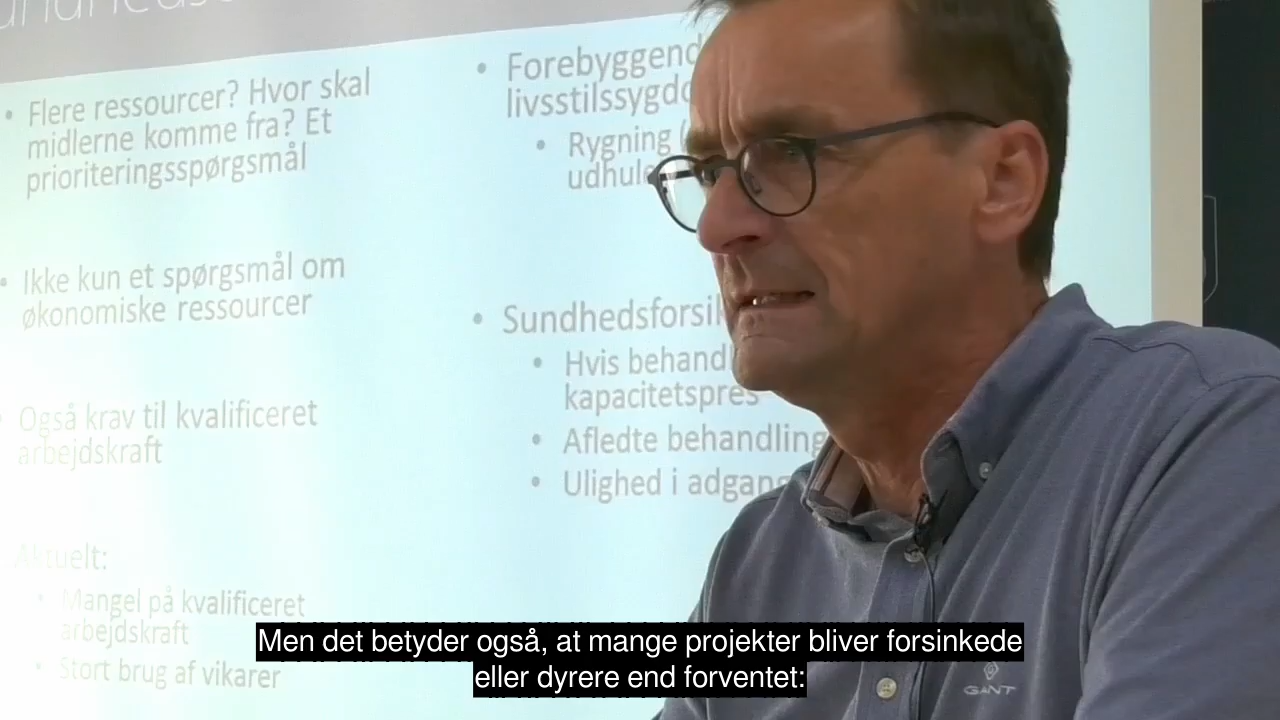 Flere ressourcer? Hvor skal
midlerne komme fra? Et
prioriteringsspørgsmål
Ikke kun et spørgsmål om
økonomiske ressourcer
Også krav til kvalificeret
arbejdskraft
Aktuelt:
Mangel på kvalificeret
arbejdskraft
Stort brug af vikarer
Forebyggend
livsstilssygdo
Rygning
udhule
Sundhedsforsi
Hvis behandl
kapacitetspres
Afledte behandling
Ulighed i adgang
GANT
Men det betyder også, at mange projekter bliver forsinkede
eller dyrere end forventet: